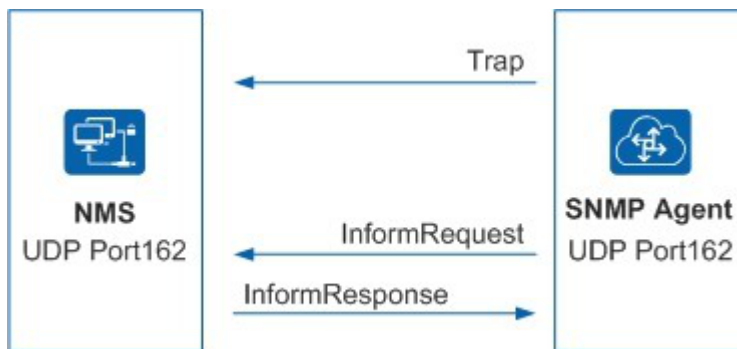 Trap
NMS
UDP Port162
SNMP Agent
UDP Port162
InformRequest
InformResponse